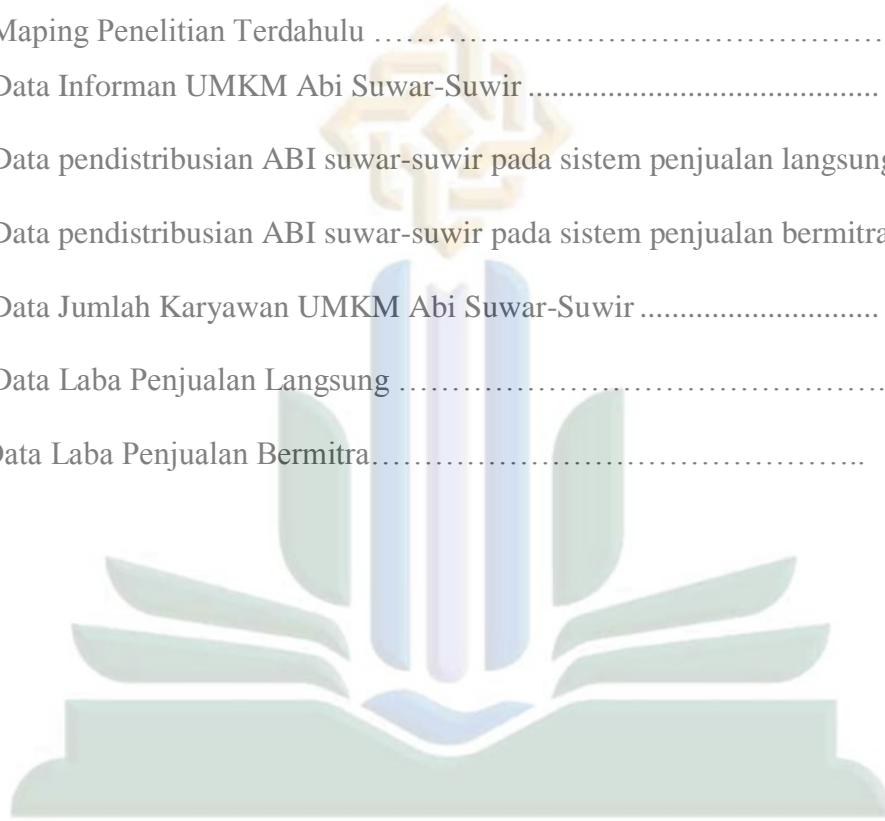 Maping Penelitian Terdahulu ……………………………………………
Data Informan UMKM Abi Suwar-Suwir .....................................................
Data pendistribusian ABI suwar-suwir pada sistem penjualan langsung
Data pendistribusian ABI suwar-suwir pada sistem penjualan bermitra
Data Jumlah Karyawan UMKM Abi Suwar-Suwir ....................................
Data Laba Penjualan Langsung ……………………………………………….
Data Laba Penjualan Bermitra………………………………………………..